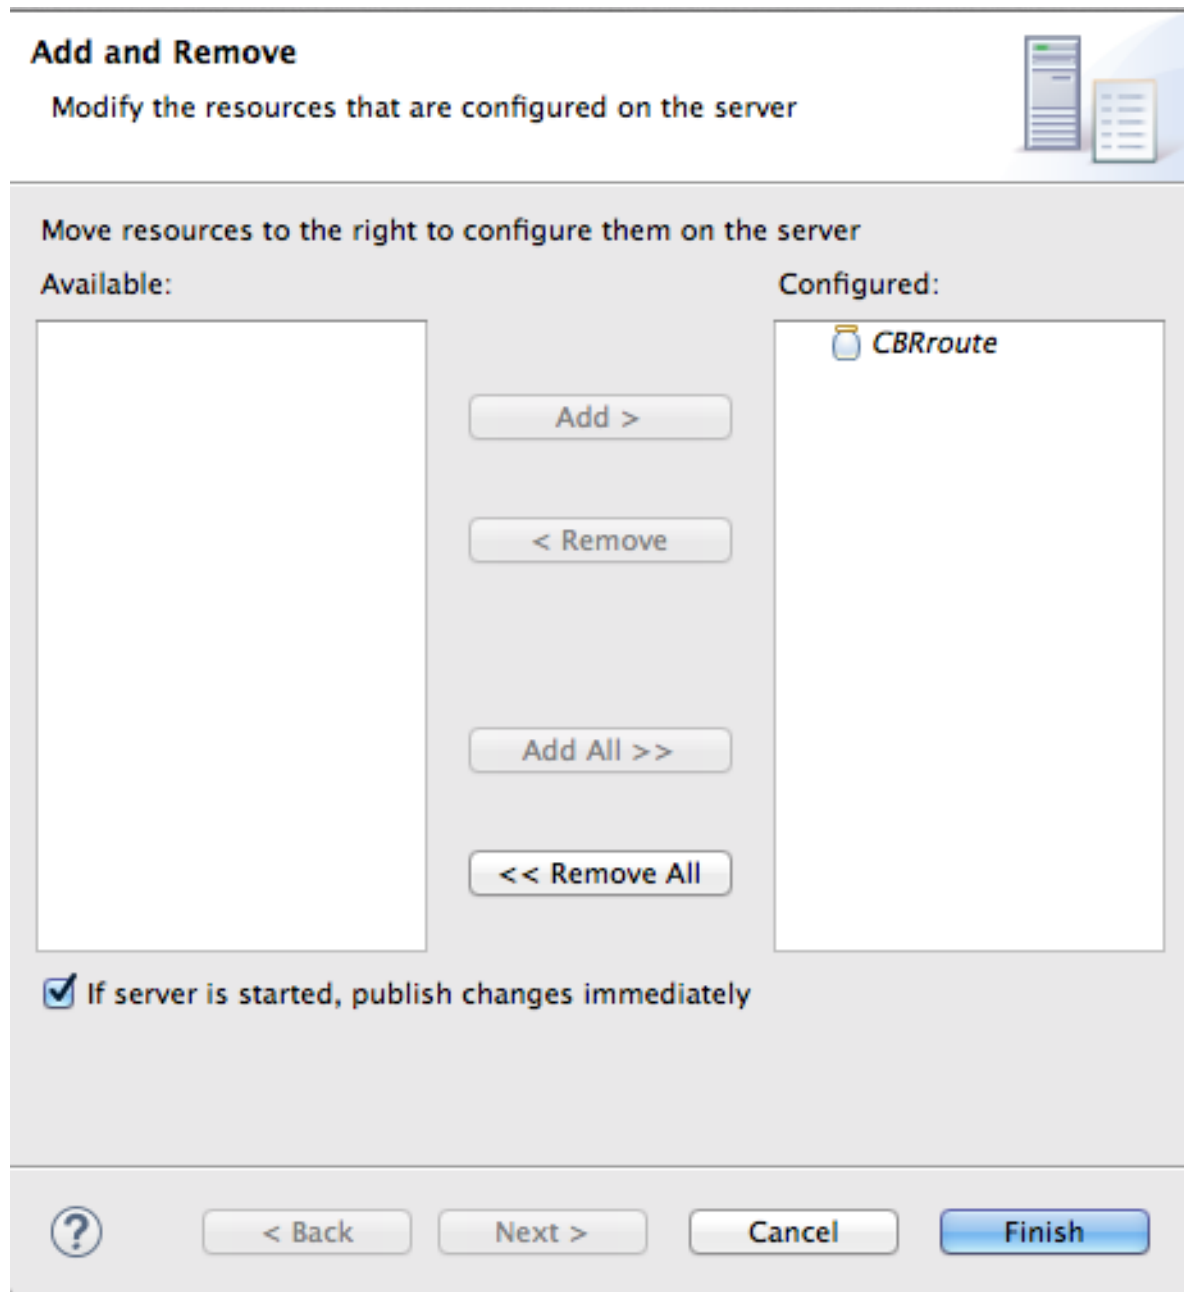 Add and Remove
Modify the resources that are configured on the server
Move resources to the right to configure them on the server
Available:
Configured:
CBRroute
Add >
< Remove
Add All >>
<< Remove All
If server is started, publish changes immediately
?
< Back
Next >
Cancel
Finish